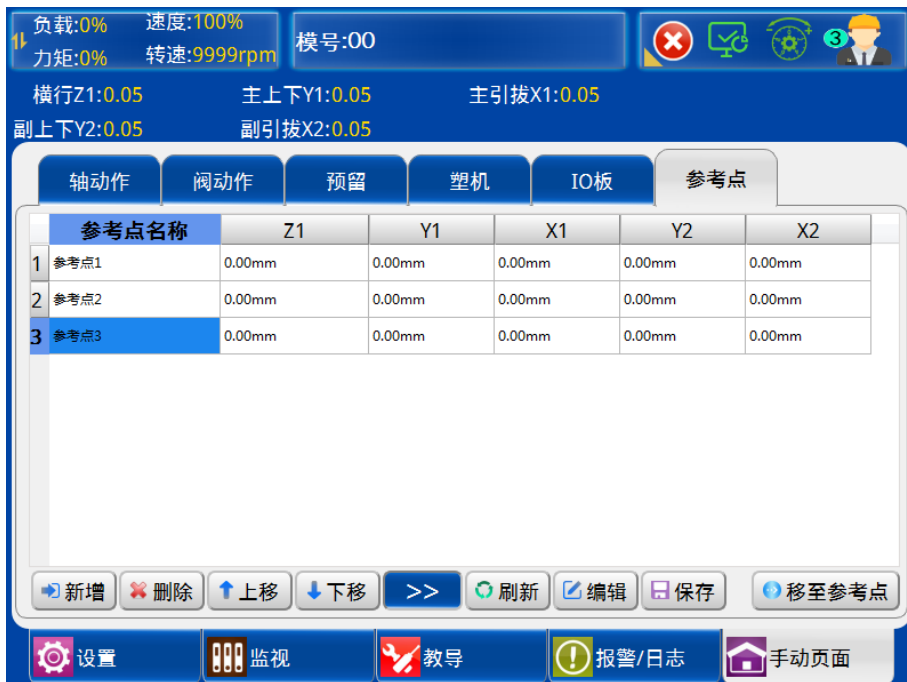 负载:0% 速度:100%
力矩:0% 转速:9999rpm
模号:00
3
横行Z1:0.05 主上下Y1:0.05 主引拔X1:0.05
副上下Y2:0.05 副引拔X2:0.05
轴动作 阀动作 预留 塑机 IO板 参考点
参考点名称 Z1 Y1 X1 Y2 X2
1 参考点1 0.00mm 0.00mm 0.00mm 0.00mm 0.00mm
2 参考点2 0.00mm 0.00mm 0.00mm 0.00mm 0.00mm
3 参考点3 0.00mm 0.00mm 0.00mm 0.00mm 0.00mm
新增 删除 上移 下移 >> 刷新 编辑 保存 移至参考点
设置 监视 教导 报警/日志 手动页面